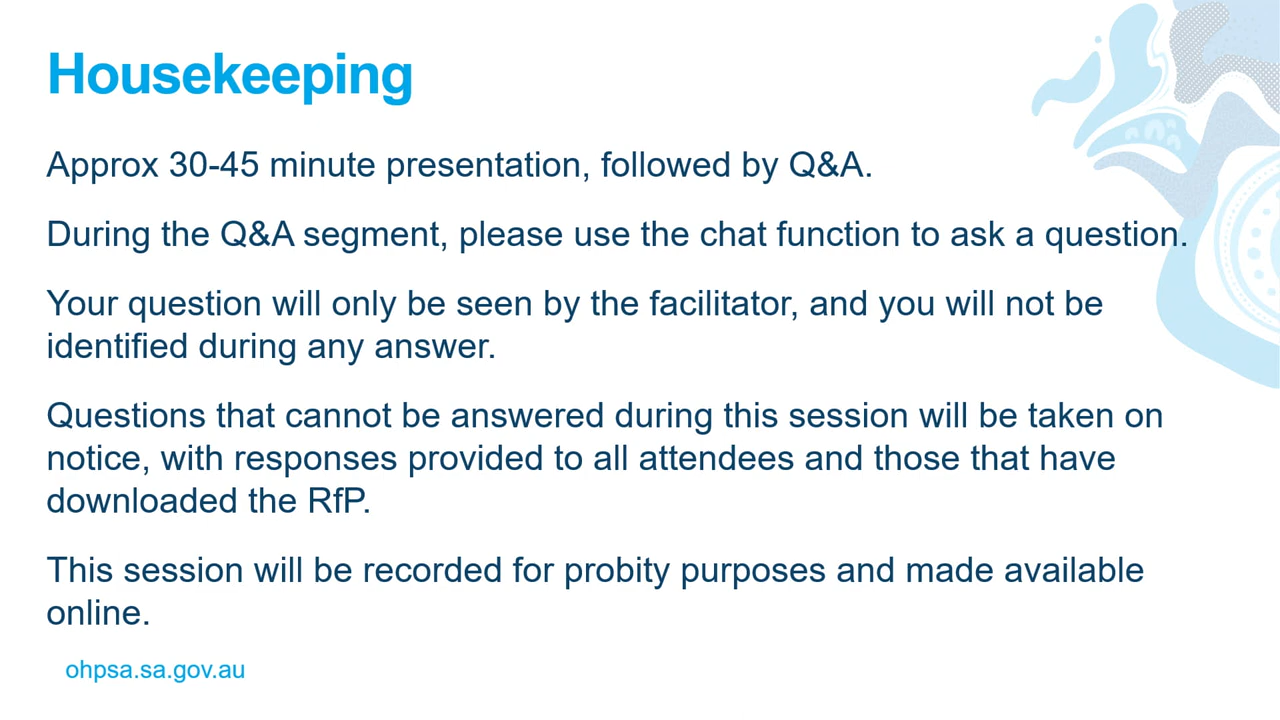 Housekeeping
Approx 30-45 minute presentation, followed by Q&A.
During the Q&A segment, please use the chat function to ask a question.
Your question will only be seen by the facilitator, and you will not be
identified during any answer.
Questions that cannot be answered during this session will be taken on
notice, with responses provided to all attendees and those that have
downloaded the RfP.
This session will be recorded for probity purposes and made available
online.
ohpsa.sa.gov.au